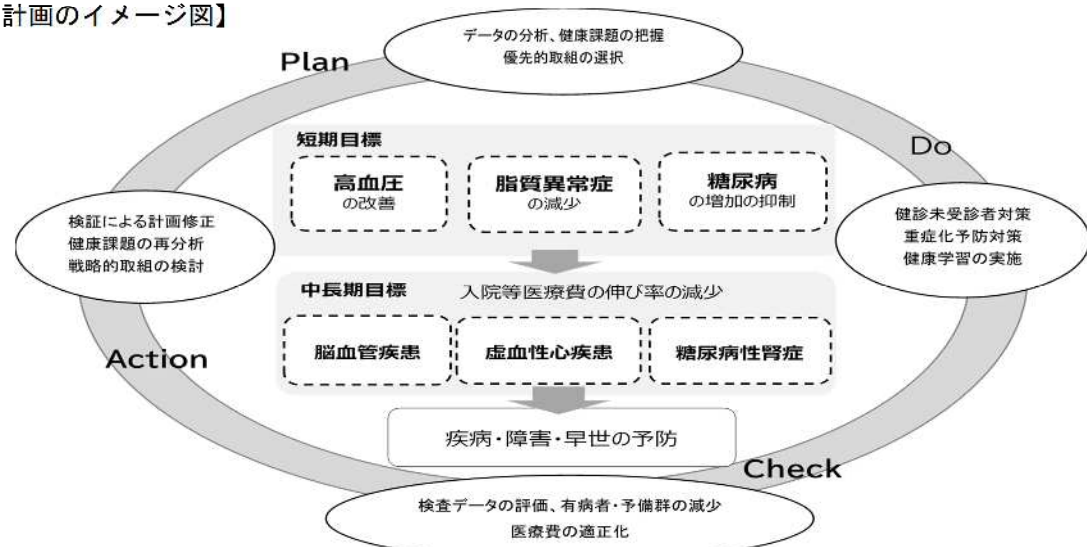 計画のイメージ図】
データの分析、健康課題の把握
優先的取組の選択
Plan
Do
短期目標
高血圧
の改善
脂質異常症
の減少
糖尿病
の増加の抑制
検証による計画修正
健康課題の再分析
戦略的取組の検討
健診未受診者対策
重症化予防対策
健康学習の実施
中長期目標 入院等医療費の伸び率の減少
脳血管疾患
虚血性心疾患
糖尿病性腎症
Action
疾病・障害・早世の予防
Check
検査データの評価、有病者・予備群の減少
医療費の適正化